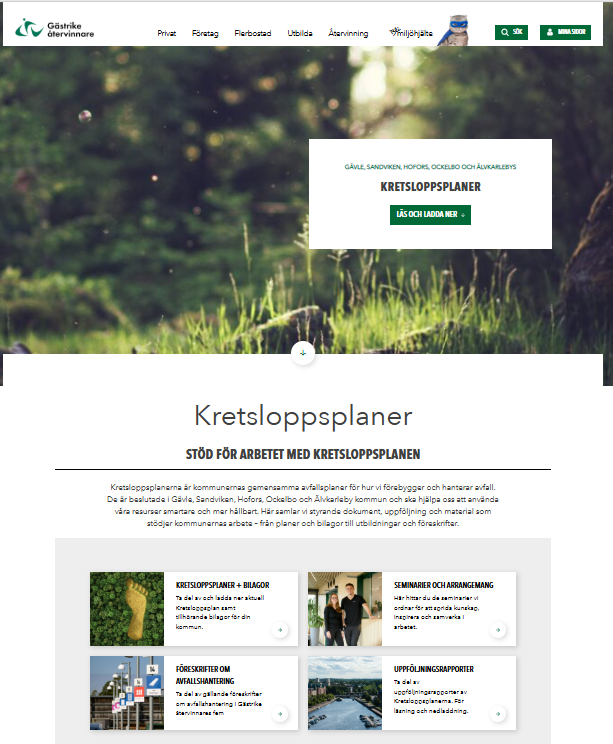 Gästrike
återvinnare
Privat
Företag
Flerbostad
Utbilda
Återvinning
miljöhjälte
SÖK
MINA SIDOR
GÄVLE, SANDVIKEN, HOFORS, OCKELBO OCH ÄLVKARLEBYS
KRETSLOPPSPLANER
LÄS OCH LADDA NER
Kretsloppsplaner
STÖD FÖR ARBETET MED KRETSLOPPSPLANEN
Kretsloppsplanerna är kommunernas gemensamma avfallsplaner för hur vi förebygger och hanterar avfall.
De är beslutade i Gävle, Sandviken, Hofors, Ockelbo och Älvkarleby kommun och ska hjälpa oss att använda
våra resurser smartare och mer hållbart. Här samlar vi styrande dokument, uppföljning och material som
stödjer kommunernas arbete – från planer och bilagor till utbildningar och föreskrifter.
KRETSLOPPSPLANER + BILAGOR
Ta del av och ladda ner aktuell
Kretsloppsplan samt
tillhörande bilagor för din
kommun.
SEMINARIER OCH ARRANGEMANG
Här hittar du de seminarier vi
ordnar för att sprida kunskap,
inspirera och samverka i
arbetet.
FÖRESKRIFTER OM
AVFALLSHANTERING
Ta del av gällande föreskrifter
om avfallshantering i Gästrike
återvinnares fem
UPPFÖLJNINGSRAPPORTER
Ta del av
uppföljningsrapporter av
Kretsloppsplanerna. För
läsning och nedladdning.